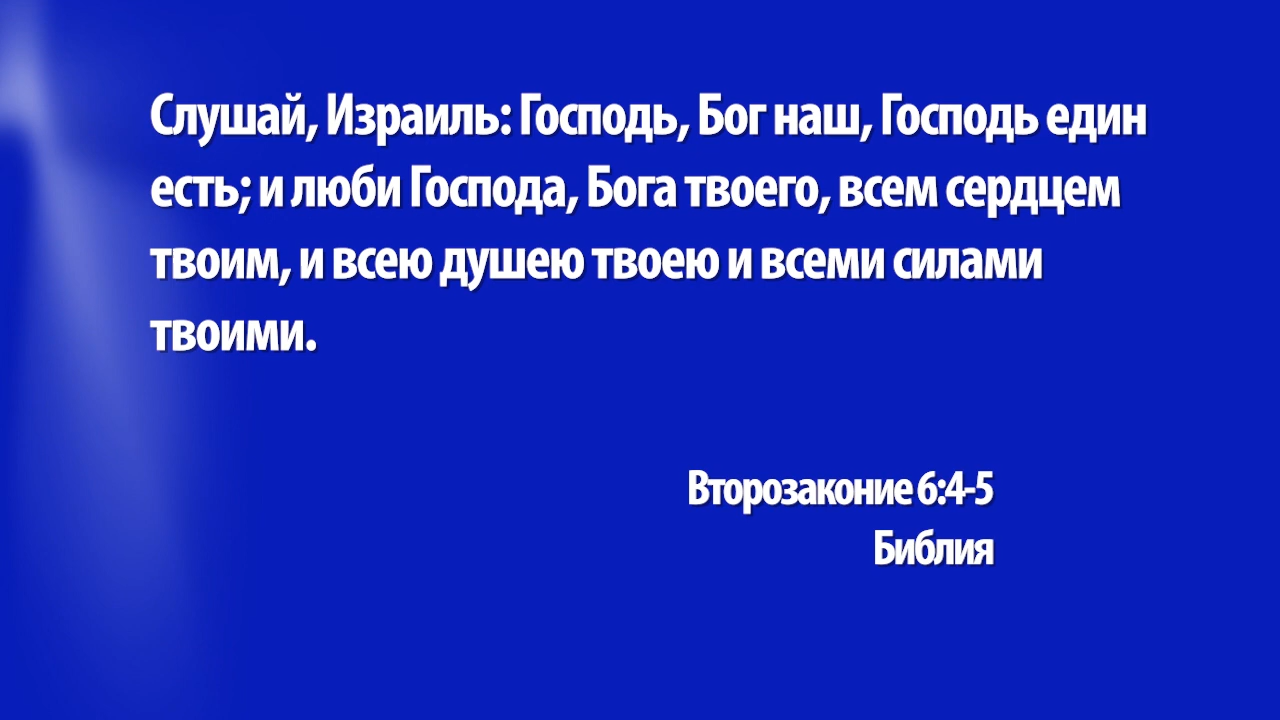 Слушай, Израиль: Господь, Бог наш, Господь един
есть; и люби Господа, Бога твоего, всем сердцем
твоим, и всею душею твоею и всеми силами
твоими.
Второзаконие 6:4-5
Библия